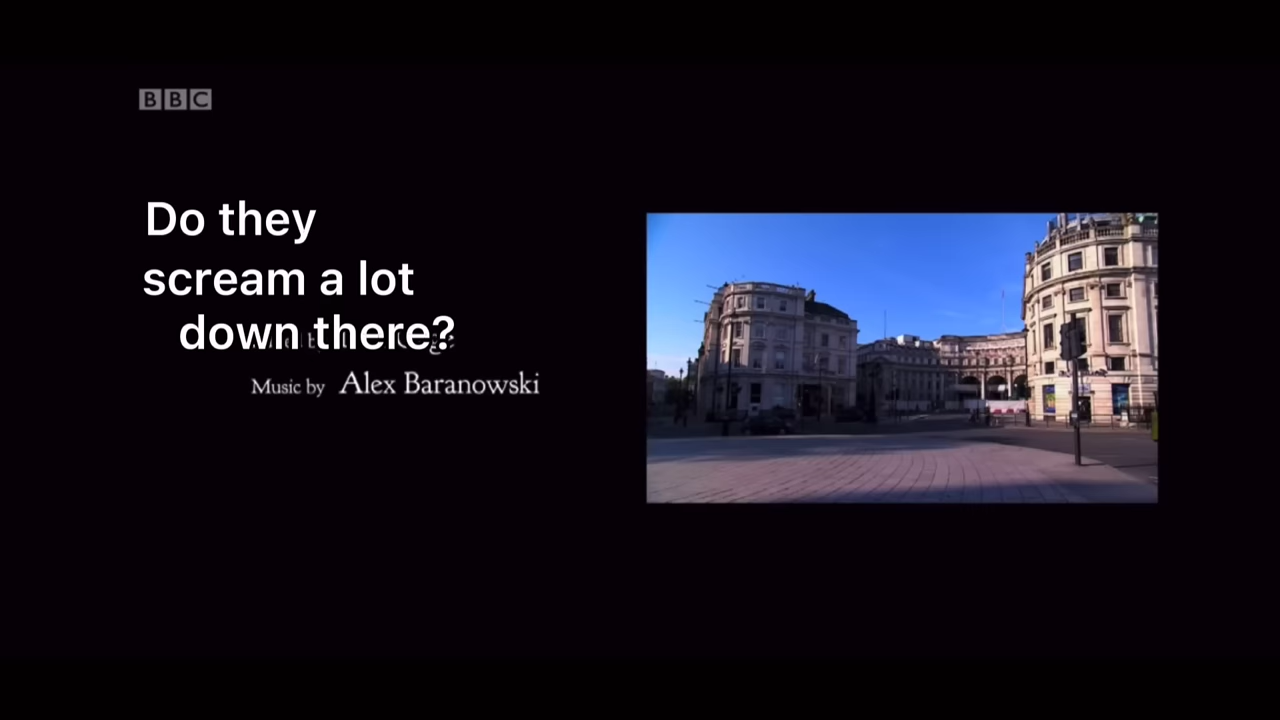 BBC
Do they
scream a lot
down there?
Music by Alex Baranowski